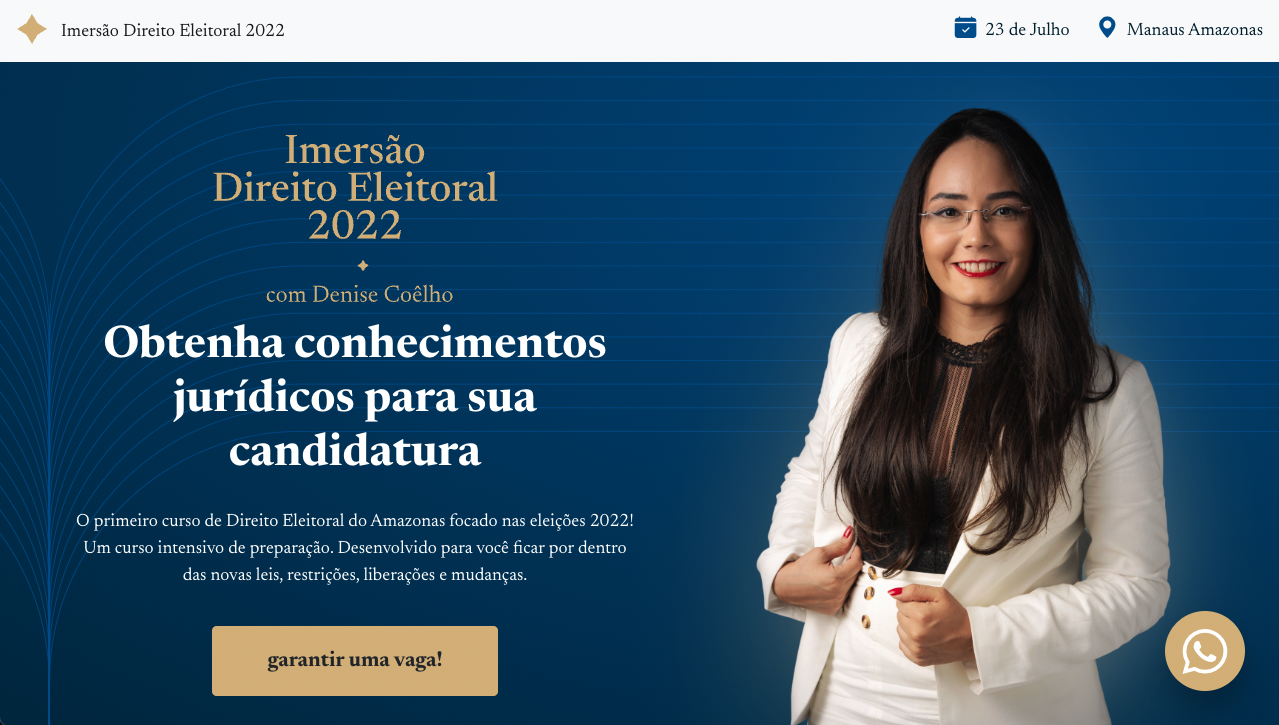 Imersão Direito Eleitoral 2022
23 de Julho
Manaus Amazonas
Imersão
Direito Eleitoral
2022
com Denise Coêlho
Obtenha conhecimentos
jurídicos para sua
candidatura
O primeiro curso de Direito Eleitoral do Amazonas focado nas eleições 2022!
Um curso intensivo de preparação. Desenvolvido para você ficar por dentro
das novas leis, restrições, liberações e mudanças.
garantir uma vaga!